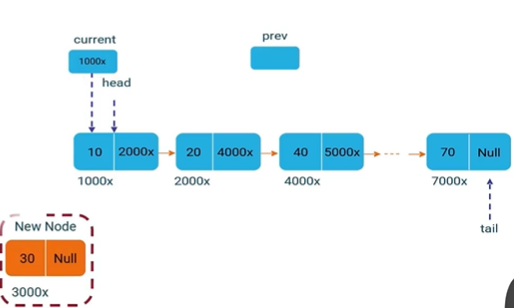 current
prev
1000x
head
10 2000x
20 4000x
40 5000x
70 Null
1000x
2000x
4000x
7000x
tail
New Node
30 Null
3000x